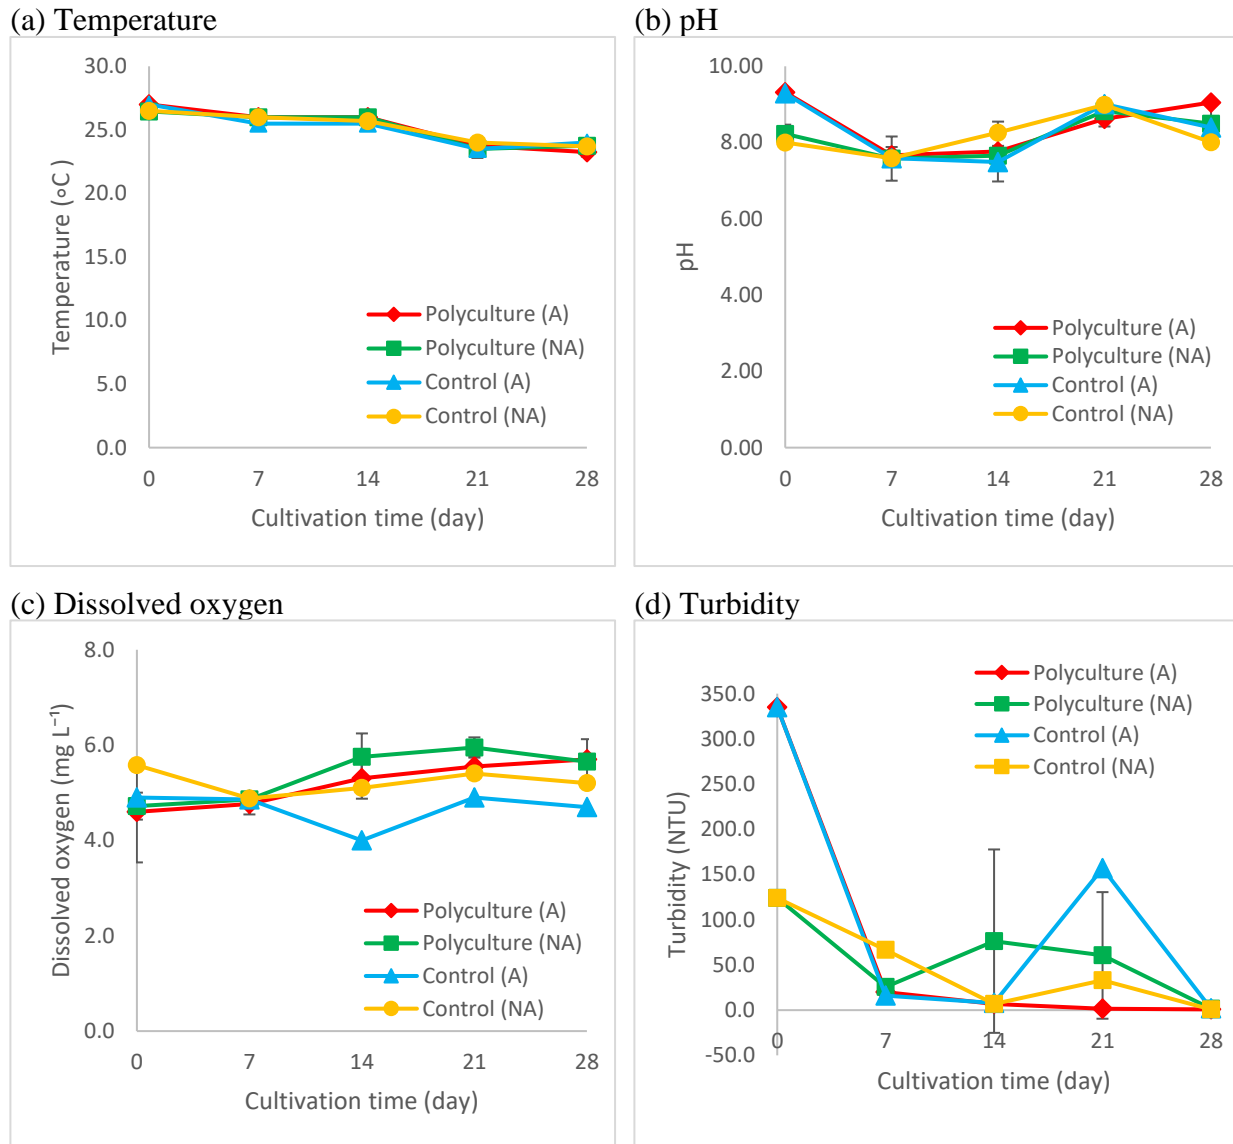 (a) Temperature
30.0
25.0
20.0
15.0
10.0
5.0
0.0
Temperature (∘C)
Polyculture (A)
Polyculture (NA)
Control (A)
Control (NA)
0 7 14 21 28
Cultivation time (day)
(b) pH
10.00
8.00
6.00
4.00
2.00
0.00
pH
Polyculture (A)
Polyculture (NA)
Control (A)
Control (NA)
0 7 14 21 28
Cultivation time (day)
(c) Dissolved oxygen
8.0
6.0
4.0
2.0
0.0
Dissolved oxygen (mg L⁻¹)
Polyculture (A)
Polyculture (NA)
Control (A)
Control (NA)
0 7 14 21 28
Cultivation time (day)
(d) Turbidity
350.0
300.0
250.0
200.0
150.0
100.0
50.0
0.0
-50.0
Turbidity (NTU)
Polyculture (A)
Polyculture (NA)
Control (A)
Control (NA)
0 7 14 21 28
Cultivation time (day)